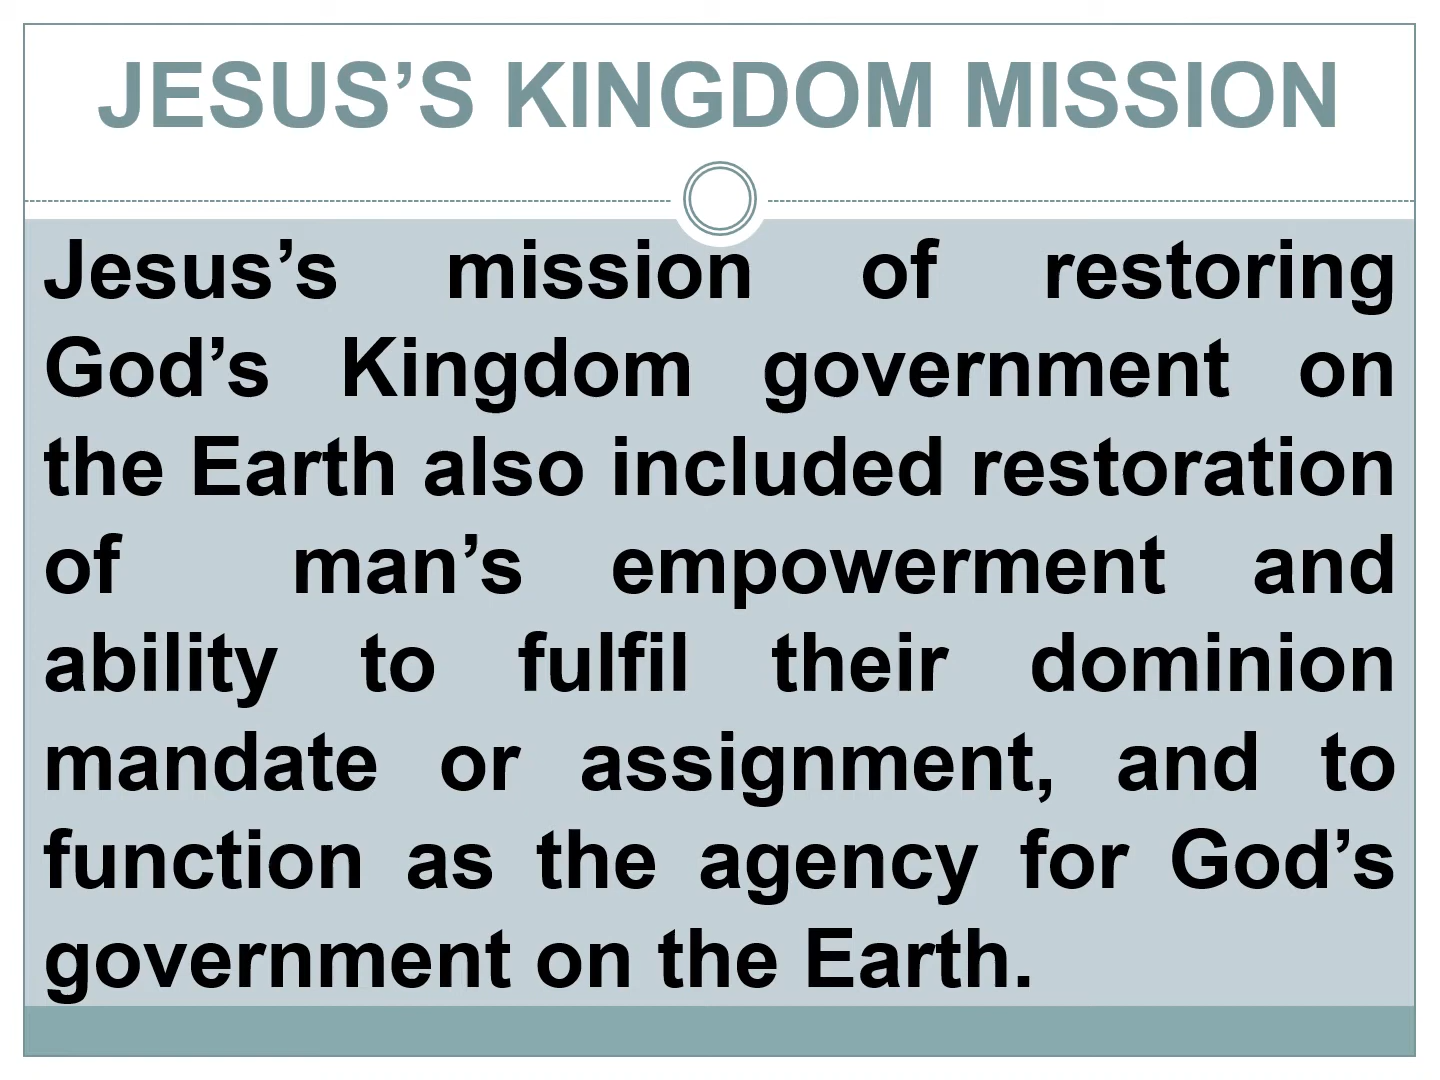 JESUS’S KINGDOM MISSION
Jesus’s mission of restoring
God’s Kingdom government on
the Earth also included restoration
of man’s empowerment and
ability to fulfil their dominion
mandate or assignment, and to
function as the agency for God’s
government on the Earth.